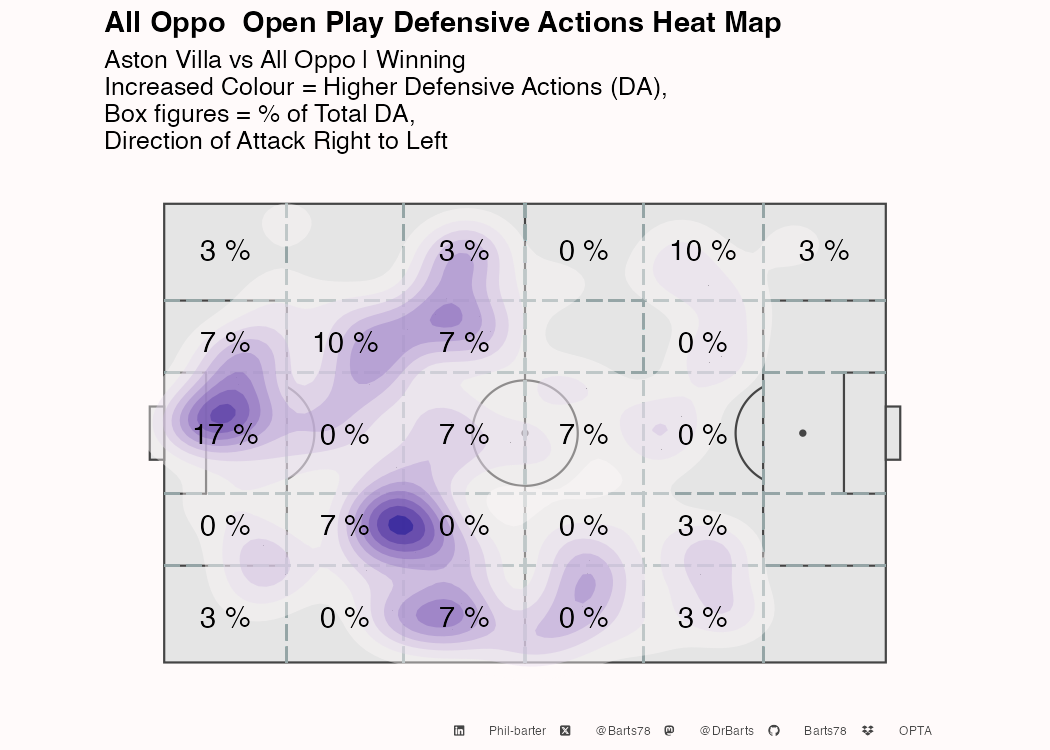 All Oppo  Open Play Defensive Actions Heat Map
Aston Villa vs All Oppo | Winning
Increased Colour = Higher Defensive Actions (DA),
Box figures = % of Total DA,
Direction of Attack Right to Left
3 % 3 % 0 % 10 % 3 %
7 % 10 % 7 % 0 %
17 % 0 % 7 % 7 % 0 %
0 % 7 % 0 % 0 % 3 %
3 % 0 % 7 % 0 % 3 %
Phil-barter @Barts78 @DrBarts Barts78 OPTA